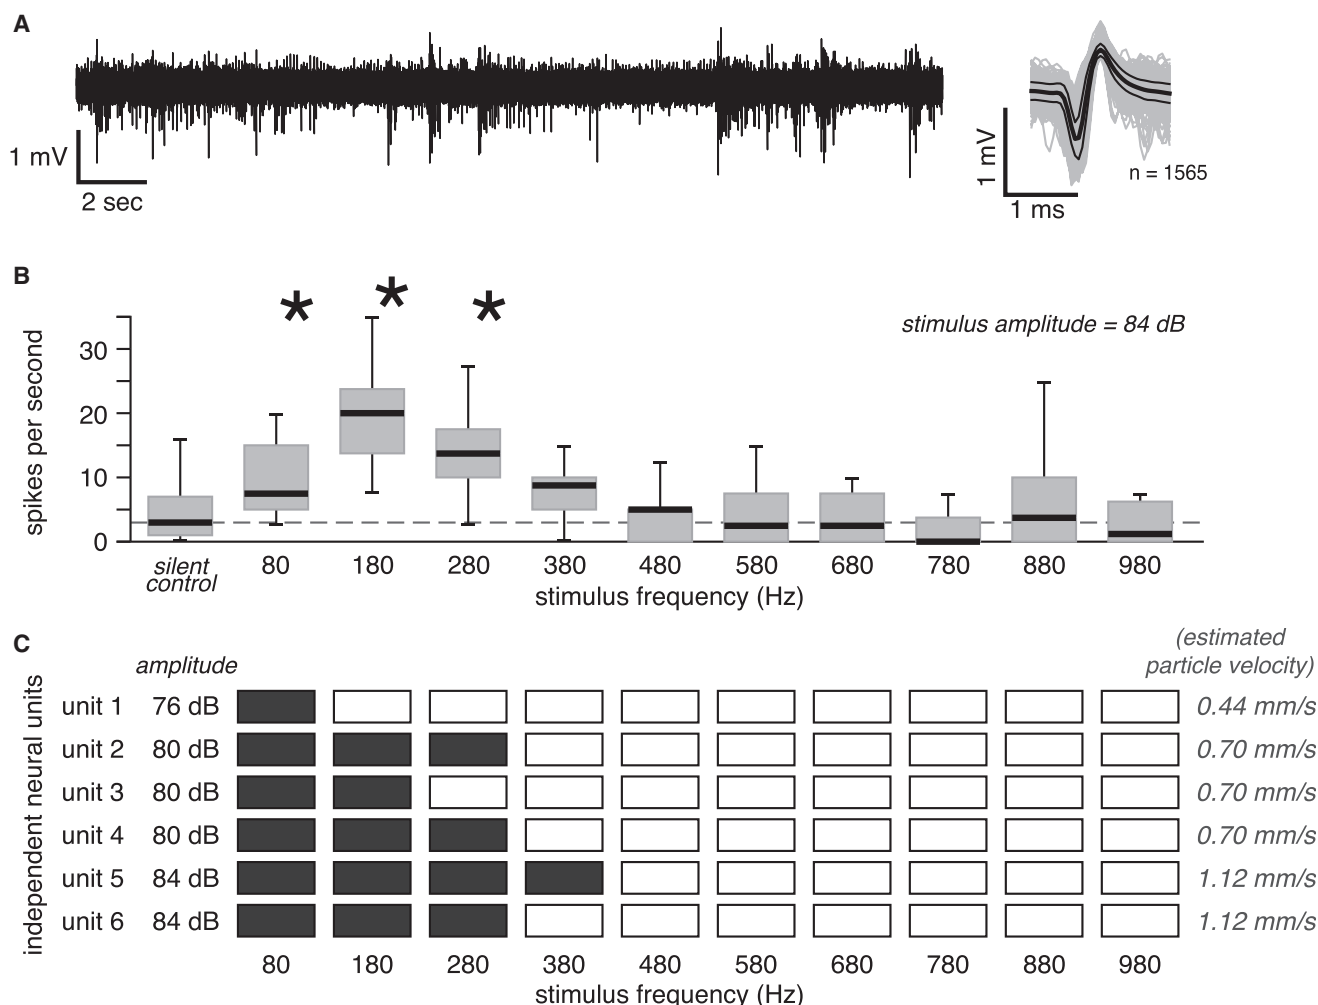 A
1 mV
2 sec
1 mV
n = 1565
1 ms
B
* * *
stimulus amplitude = 84 dB
spikes per second
30
20
10
0
silent control 80 180 280 380 480 580 680 780 880 980
stimulus frequency (Hz)
C
amplitude
(estimated
particle velocity)
independent neural units
unit 1 76 dB 0.44 mm/s
unit 2 80 dB 0.70 mm/s
unit 3 80 dB 0.70 mm/s
unit 4 80 dB 0.70 mm/s
unit 5 84 dB 1.12 mm/s
unit 6 84 dB 1.12 mm/s
80 180 280 380 480 580 680 780 880 980
stimulus frequency (Hz)